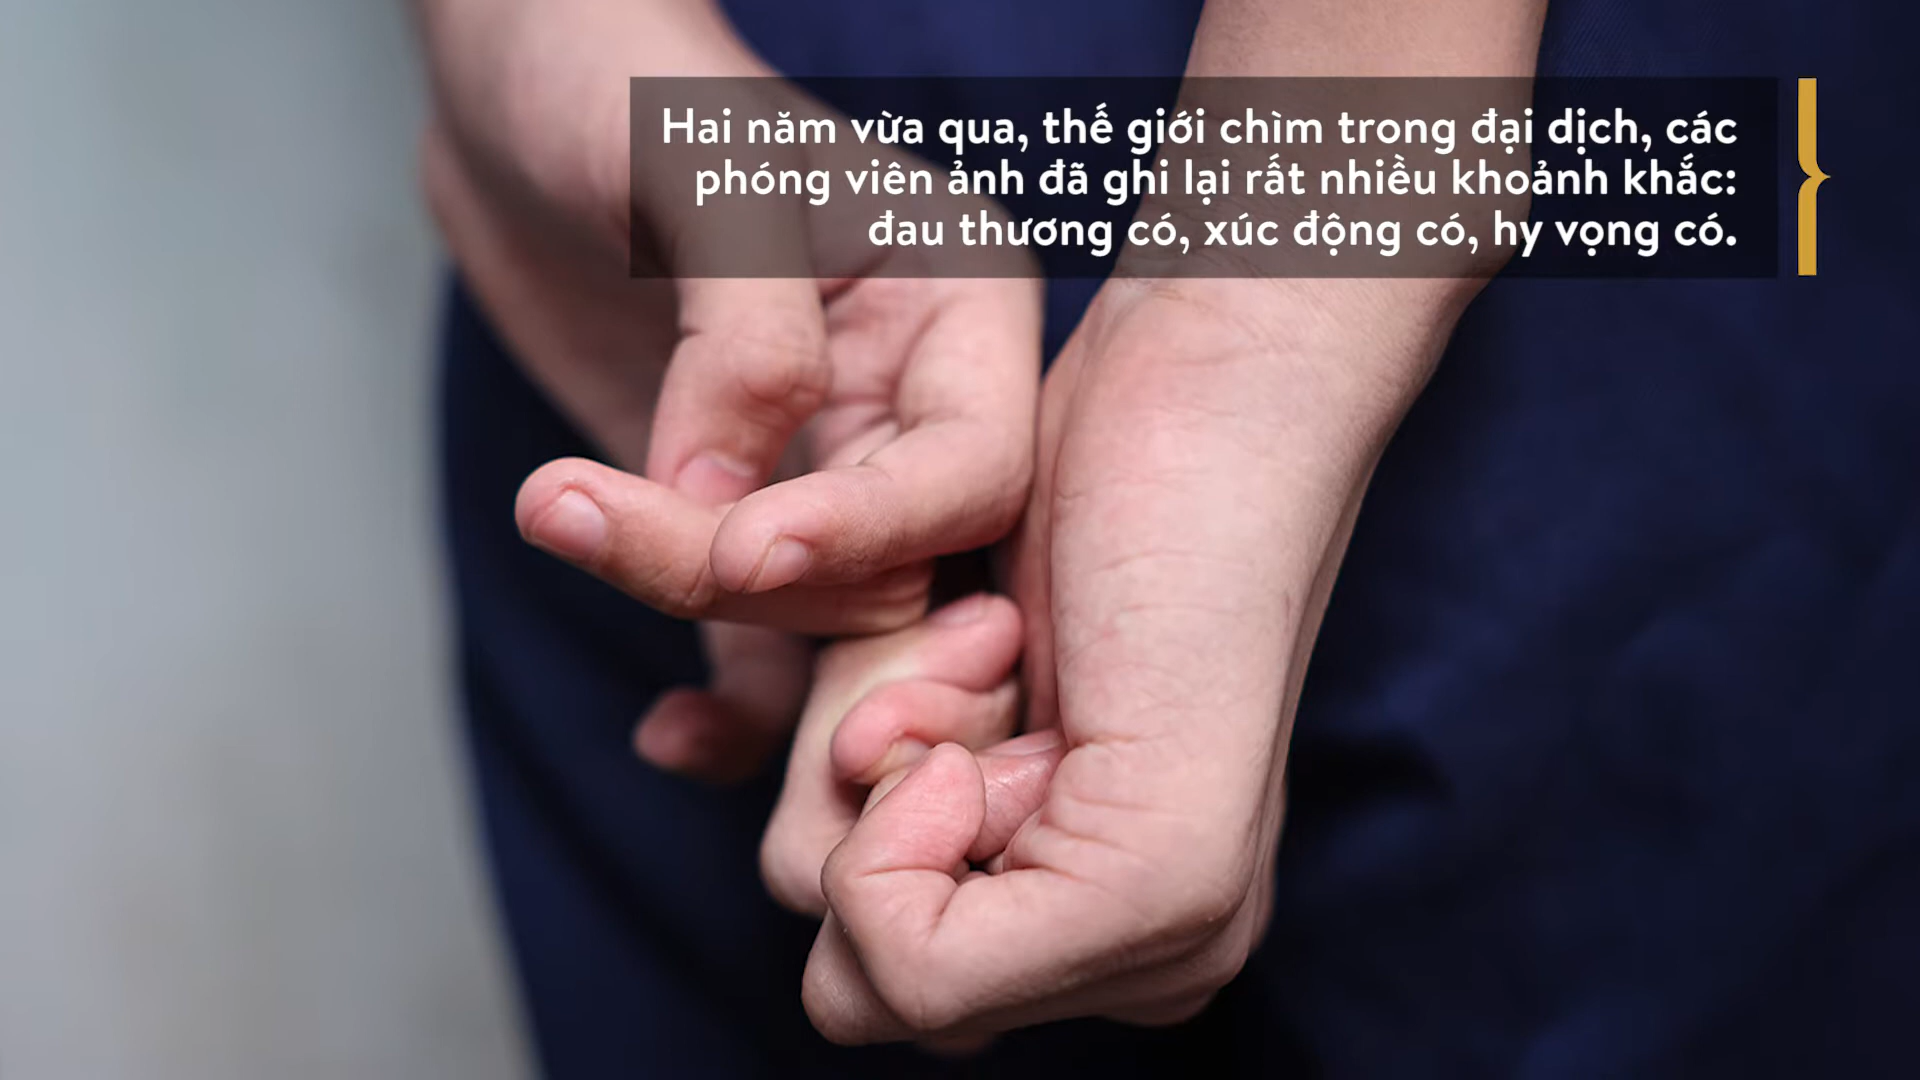 Hai năm vừa qua, thế giới chìm trong đại dịch, các
phóng viên ảnh đã ghi lại rất nhiều khoảnh khắc:
đau thương có, xúc động có, hy vọng có.